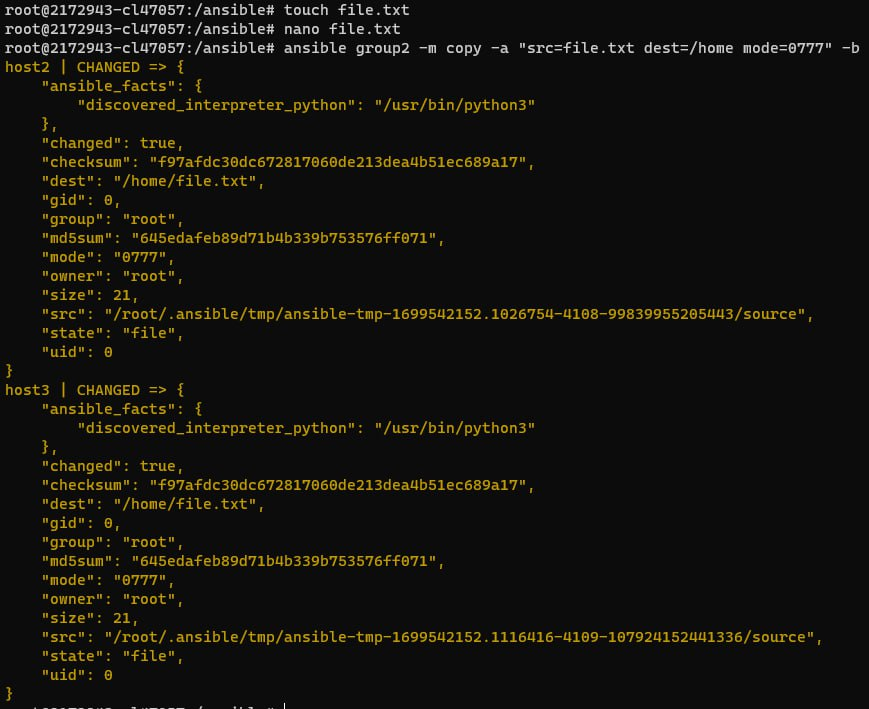 root@2172943-cl47057:/ansible# touch file.txt
root@2172943-cl47057:/ansible# nano file.txt
root@2172943-cl47057:/ansible# ansible group2 -m copy -a "src=file.txt dest=/home mode=0777" -b
host2 | CHANGED => {
    "ansible_facts": {
        "discovered_interpreter_python": "/usr/bin/python3"
    },
    "changed": true,
    "checksum": "f97afdc30dc672817060de213dea4b51ec689a17",
    "dest": "/home/file.txt",
    "gid": 0,
    "group": "root",
    "md5sum": "645edafeb89d71b4b339b753576ff071",
    "mode": "0777",
    "owner": "root",
    "size": 21,
    "src": "/root/.ansible/tmp/ansible-tmp-1699542152.1026754-4108-99839955205443/source",
    "state": "file",
    "uid": 0
}
host3 | CHANGED => {
    "ansible_facts": {
        "discovered_interpreter_python": "/usr/bin/python3"
    },
    "changed": true,
    "checksum": "f97afdc30dc672817060de213dea4b51ec689a17",
    "dest": "/home/file.txt",
    "gid": 0,
    "group": "root",
    "md5sum": "645edafeb89d71b4b339b753576ff071",
    "mode": "0777",
    "owner": "root",
    "size": 21,
    "src": "/root/.ansible/tmp/ansible-tmp-1699542152.1116416-4109-107924152441336/source",
    "state": "file",
    "uid": 0
}